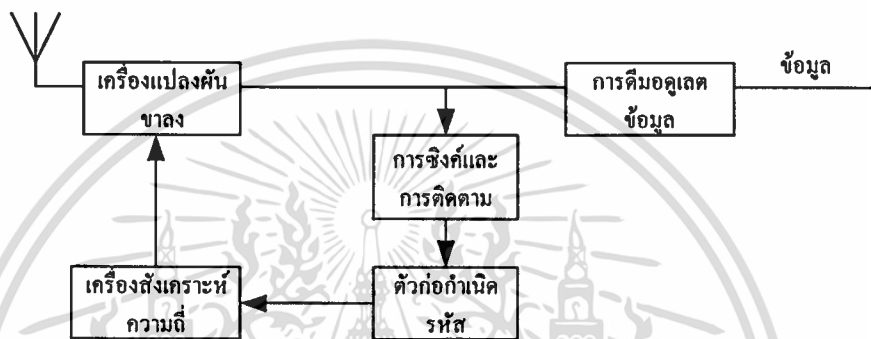 เครื่องแปลงผัน
ขาลง
การดีมอดูเลต
ข้อมูล
ข้อมูล
การซิงค์และ
การติดตาม
เครื่องสังเคราะห์
ความถี่
ตัวก่อกำเนิด
รหัส